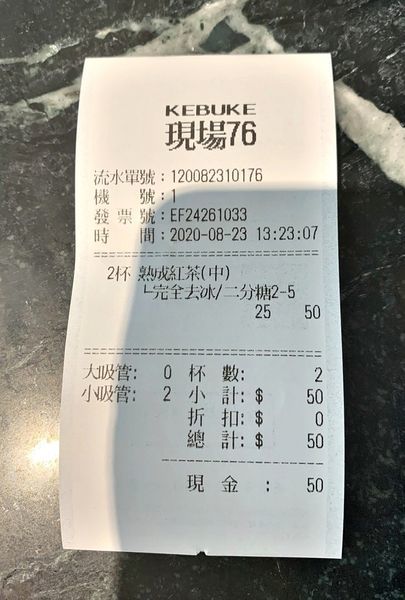 KEBUKE
現場76
流水單號：120082310176
機　　號：1
發 票 號：EF24261033
時　　間：2020-08-23 13:23:07
2杯 熟成紅茶(中)
└完全去冰/二分糖2-5
25 50
大吸管: 0 杯 數: 2
小吸管: 2 小 計:$ 50
折 扣:$ 0
總 計:$ 50
現 金 : 50